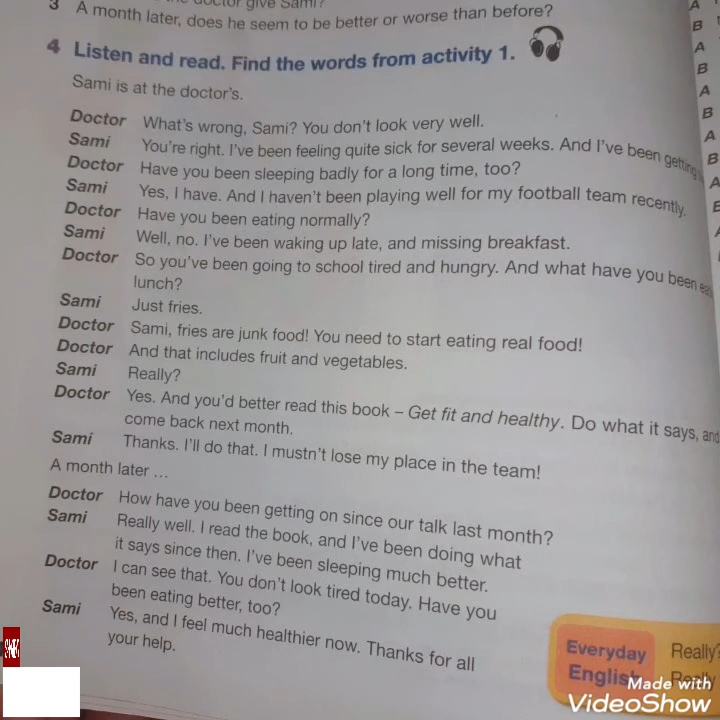 doctor give Sami?
3 A month later, does he seem to be better or worse than before?
4 Listen and read. Find the words from activity 1.
Sami is at the doctor's.
Doctor What's wrong, Sami? You don't look very well.
Sami You're right. I've been feeling quite sick for several weeks. And I've been getting
Doctor Have you been sleeping badly for a long time, too?
Sami Yes, I have. And I haven't been playing well for my football team recently.
Doctor Have you been eating normally?
Sami Well, no. I've been waking up late, and missing breakfast.
Doctor So you've been going to school tired and hungry. And what have you been
lunch?
Sami Just fries.
Doctor Sami, fries are junk food! You need to start eating real food!
Doctor And that includes fruit and vegetables.
Sami Really?
Doctor Yes. And you'd better read this book – Get fit and healthy. Do what it says, and
come back next month.
Sami Thanks. I'll do that. I mustn't lose my place in the team!
A month later ...
Doctor How have you been getting on since our talk last month?
Sami Really well. I read the book, and I've been doing what
it says since then. I've been sleeping much better.
Doctor I can see that. You don't look tired today. Have you
been eating better, too?
Sami Yes, and I feel much healthier now. Thanks for all
your help.
A
B
A
B
A
B
A
B
A
Everyday
English
Really?
Really
Made with
VideoShow